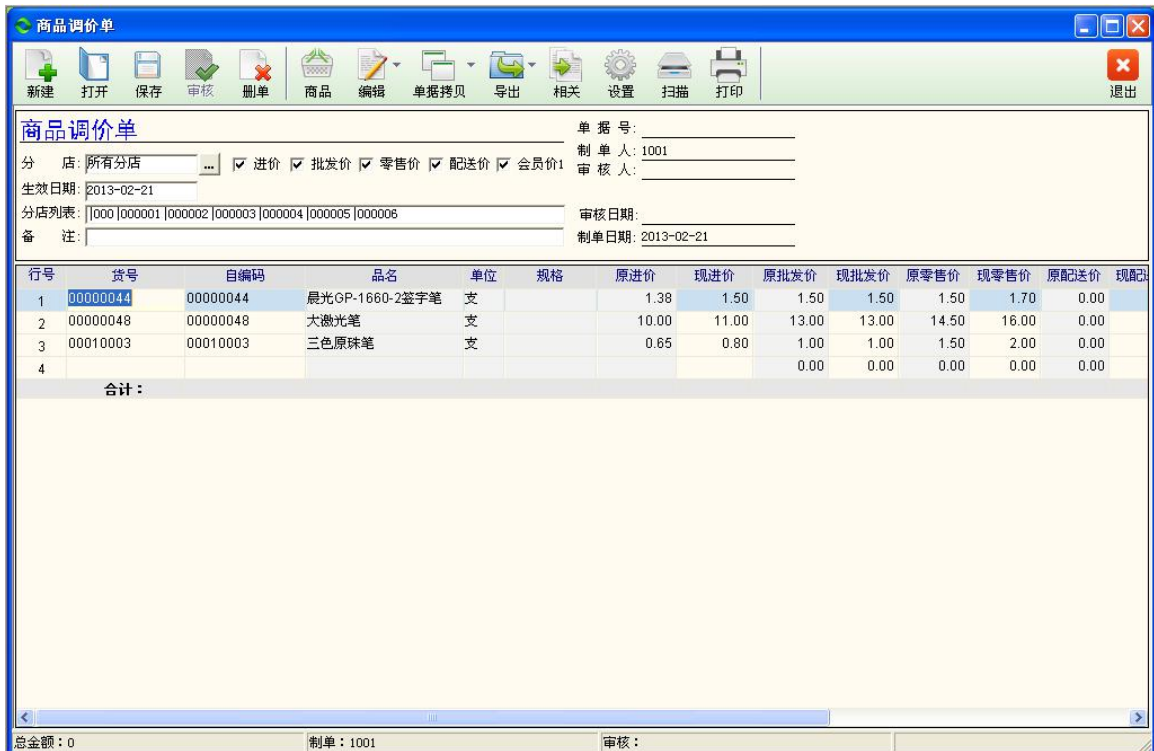 商品调价单
新建 打开 保存 审核 删单 商品 编辑 单据拷贝 导出 相关 设置 扫描 打印 退出
商品调价单
单 据 号:
分 店: 所有分店 ... 进价 批发价 零售价 配送价 会员价1
制 单 人: 1001
审 核 人:
生效日期: 2013-02-21
分店列表: |000|000001|000002|000003|000004|000005|000006
审核日期:
备 注:
制单日期: 2013-02-21
行号 货号 自编码 品名 单位 规格 原进价 现进价 原批发价 现批发价 原零售价 现零售价 原配送价 现配
1 00000044 00000044 晨光GP-1660-2签字笔 支 1.38 1.50 1.50 1.50 1.50 1.70 0.00
2 00000048 00000048 大激光笔 支 10.00 11.00 13.00 13.00 14.50 16.00 0.00
3 00010003 00010003 三色原珠笔 支 0.65 0.80 1.00 1.00 1.50 2.00 0.00
4 0.00 0.00 0.00 0.00 0.00
合计：
总金额：0 制单：1001 审核：